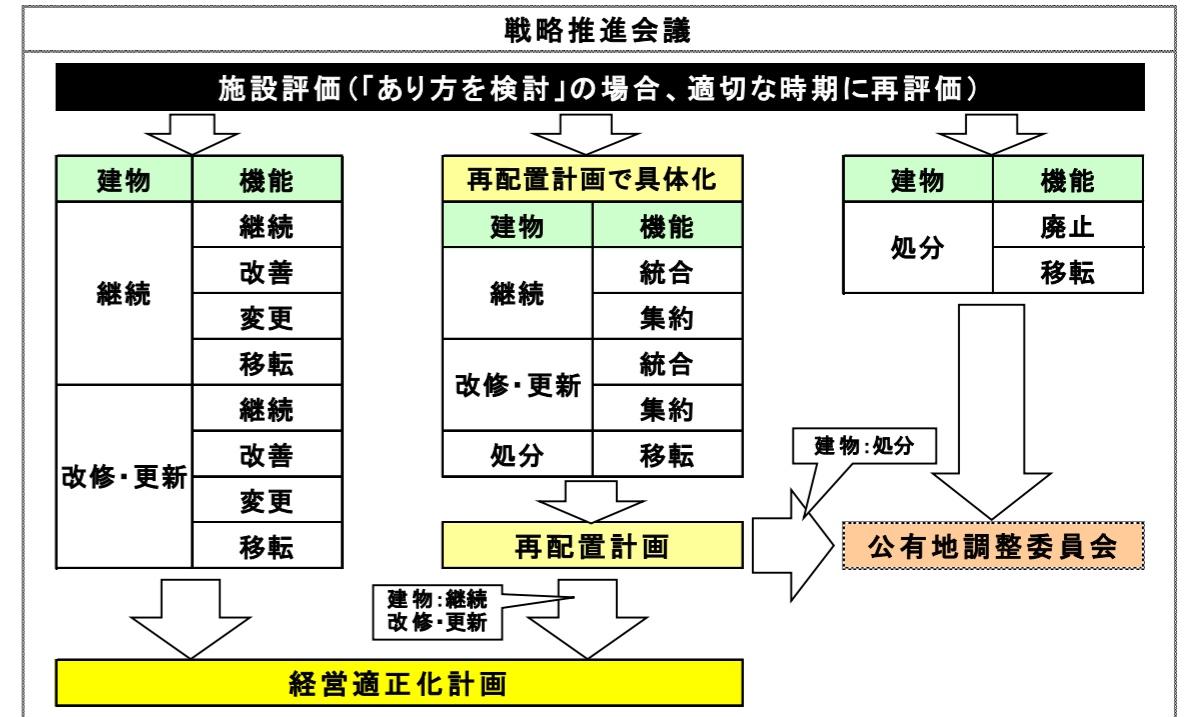 戦略推進会議
施設評価(「あり方を検討」の場合、適切な時期に再評価)
建物 機能
継続
継続
改善
変更
移転
改修・更新
継続
改善
変更
移転
再配置計画で具体化
建物 機能
継続
統合
集約
改修・更新
統合
集約
処分 移転
再配置計画
建物 機能
処分
廃止
移転
建物:処分
公有地調整委員会
建物:継続
改修・更新
経営適正化計画